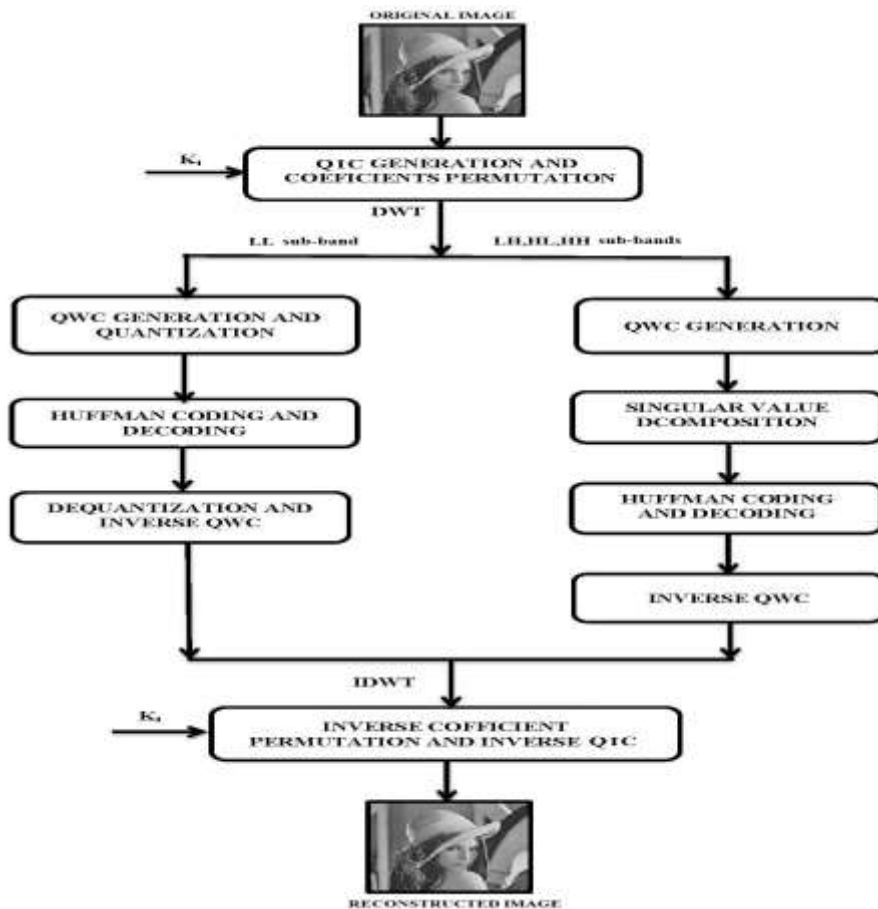 ORIGINAL IMAGE
K₁
Q1C GENERATION AND
COEFICIENTS PERMUTATION
DWT
LL sub-band
LH,HL,HH sub-bands
QWC GENERATION AND
QUANTIZATION
QWC GENERATION
HUFFMAN CODING AND
DECODING
SINGULAR VALUE
DCOMPOSITION
DEQUANTIZATION AND
INVERSE QWC
HUFFMAN CODING
AND DECODING
INVERSE QWC
IDWT
K₁
INVERSE COFFICIENT
PERMUTATION AND INVERSE Q1C
RECONSTRUCTED IMAGE